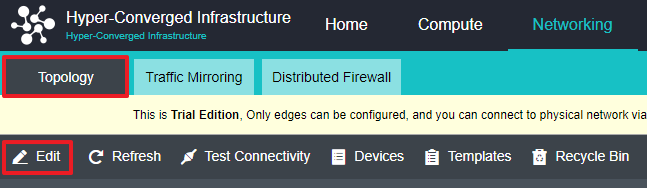 Hyper-Converged Infrastructure
Hyper-Converged Infrastructure
Home Compute Networking
Topology Traffic Mirroring Distributed Firewall
This is Trial Edition, Only edges can be configured, and you can connect to physical network via
Edit Refresh Test Connectivity Devices Templates Recycle Bin